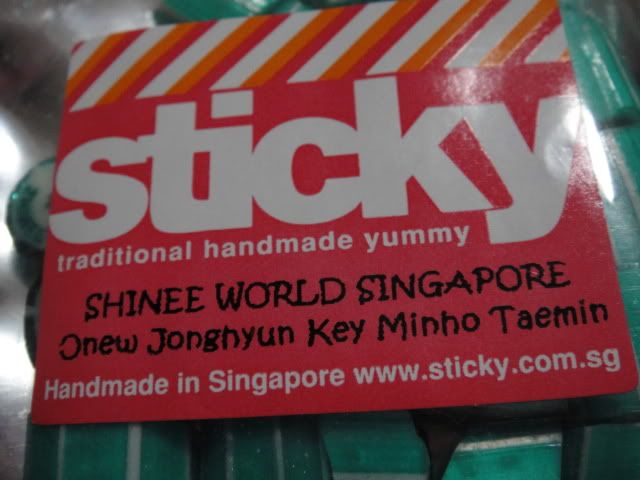 sticky
traditional handmade yummy
SHINEE WORLD SINGAPORE
Onew Jonghyun Key Minho Taemin
Handmade in Singapore www.sticky.com.sg